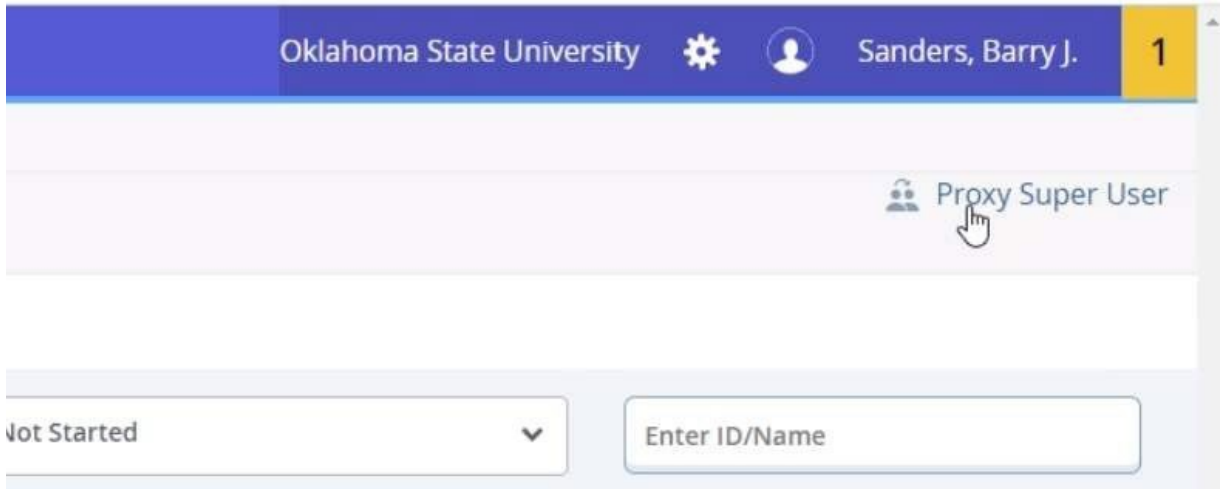 Oklahoma State University Sanders, Barry J. 1
Proxy Super User
Not Started
Enter ID/Name